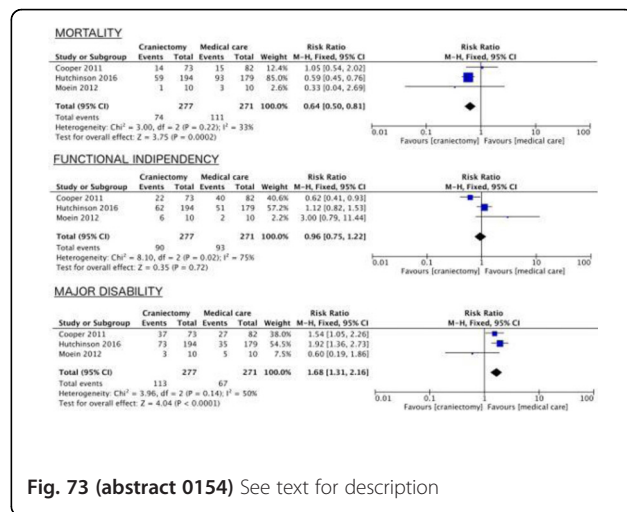 MORTALITY
Craniectomy Medical care Risk Ratio Risk Ratio
Study or Subgroup Events Total Events Total Weight M-H, Fixed, 95% CI M-H, Fixed, 95% CI
Cooper 2011 14 73 15 82 12.4% 1.05 [0.54, 2.02]
Hutchinson 2016 59 194 93 179 85.0% 0.59 [0.45, 0.76]
Moein 2012 1 10 3 10 2.6% 0.33 [0.04, 2.69]
Total (95% CI) 277 271 100.0% 0.64 [0.50, 0.81]
Total events 74 111
Heterogeneity: Chi² = 3.00, df = 2 (P = 0.22); I² = 33%
Test for overall effect: Z = 3.75 (P = 0.0002)
0.01 0.1 1 10 100
Favours [craniectomy] Favours [medical care]
FUNCTIONAL INDIPENDENCY
Craniectomy Medical care Risk Ratio Risk Ratio
Study or Subgroup Events Total Events Total Weight M-H, Fixed, 95% CI M-H, Fixed, 95% CI
Cooper 2011 22 73 40 82 40.6% 0.62 [0.41, 0.93]
Hutchinson 2016 62 194 51 179 57.2% 1.12 [0.82, 1.53]
Moein 2012 6 10 2 10 2.2% 3.00 [0.79, 11.44]
Total (95% CI) 277 271 100.0% 0.96 [0.75, 1.22]
Total events 90 93
Heterogeneity: Chi² = 8.10, df = 2 (P = 0.02); I² = 75%
Test for overall effect: Z = 0.35 (P = 0.72)
0.01 0.1 1 10 100
Favours [craniectomy] Favours [medical care]
MAJOR DISABILITY
Craniectomy Medical care Risk Ratio Risk Ratio
Study or Subgroup Events Total Events Total Weight M-H, Fixed, 95% CI M-H, Fixed, 95% CI
Cooper 2011 37 73 27 82 38.0% 1.54 [1.05, 2.26]
Hutchinson 2016 73 194 35 179 54.5% 1.92 [1.36, 2.73]
Moein 2012 3 10 5 10 7.5% 0.60 [0.19, 1.86]
Total (95% CI) 277 271 100.0% 1.68 [1.31, 2.16]
Total events 113 67
Heterogeneity: Chi² = 3.96, df = 2 (P = 0.14); I² = 50%
Test for overall effect: Z = 4.04 (P < 0.0001)
0.01 0.1 1 10 100
Favours [craniectomy] Favours [medical care]
Fig. 73 (abstract 0154) See text for description